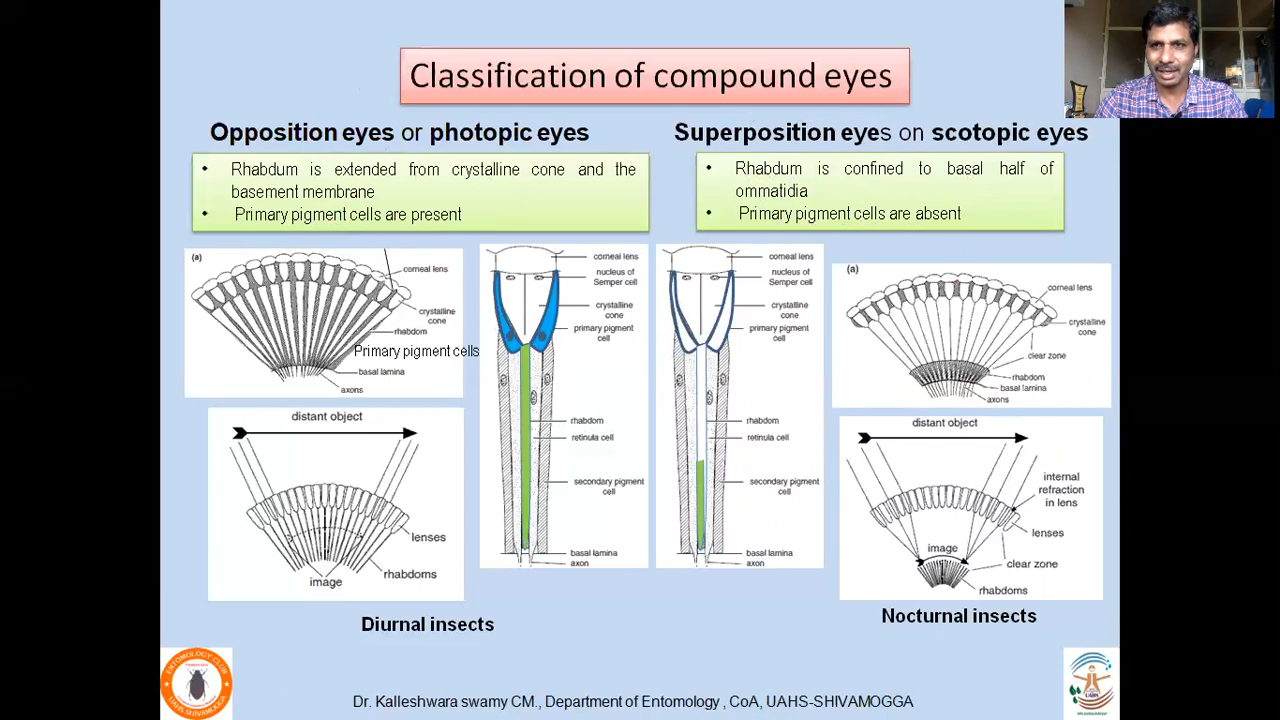 Classification of compound eyes
Opposition eyes or photopic eyes
• Rhabdum is extended from crystalline cone and the
basement membrane
• Primary pigment cells are present
Superposition eyes on scotopic eyes
• Rhabdum is confined to basal half of
ommatidia
• Primary pigment cells are absent
(a)
corneal lens
crystalline
cone
rhabdom
Primary pigment cells
basal lamina
axons
distant object
lenses
image
rhabdoms
Diurnal insects
corneal lens
nucleus of
Semper cell
crystalline
cone
primary pigment
cell
rhabdom
retinula cell
secondary pigment
cell
basal lamina
axon
corneal lens
nucleus of
Semper cell
crystalline
cone
primary pigment
cell
rhabdom
retinula cell
secondary pigment
cell
basal lamina
axon
(a)
corneal lens
crystalline
cone
clear zone
rhabdom
basal lamina
axons
distant object
internal
refraction
in lens
lenses
image
clear zone
rhabdoms
Nocturnal insects
ENTOMOLOGY CLUB
UAHS SHIVAMOGGA
UAHS
Dr. Kalleshwara swamy CM., Department of Entomology , CoA, UAHS-SHIVAMOGGA